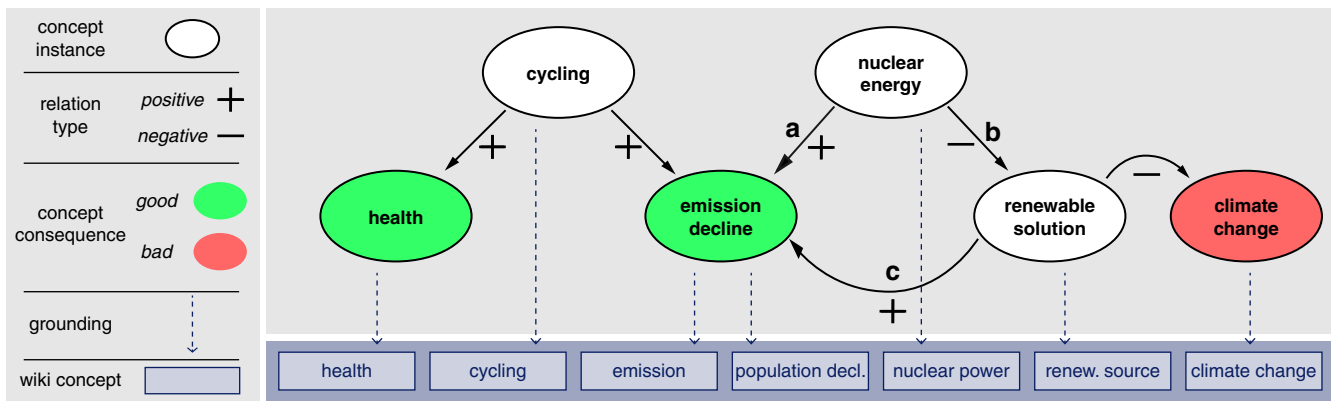 concept
instance
relation
type
positive +
negative −
concept
consequence
good
bad
grounding
wiki concept
cycling
nuclear
energy
a
b
+
+
+
−
−
health
emission
decline
renewable
solution
climate
change
c
+
health
cycling
emission
population decl.
nuclear power
renew. source
climate change